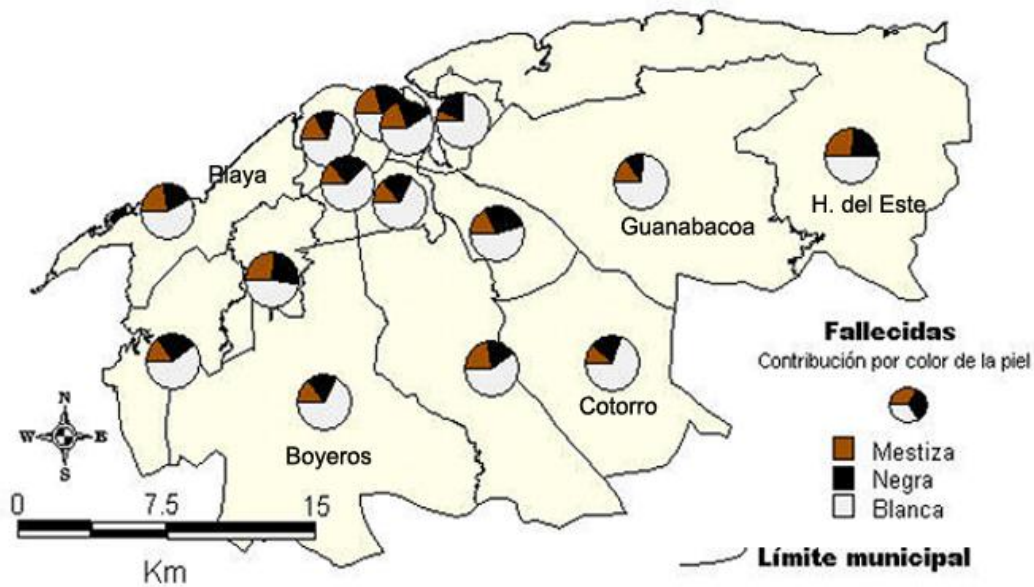 Playa
Guanabacoa
H. del Este
Cotorro
Boyeros
Fallecidas
Contribución por color de la piel
Mestiza
Negra
Blanca
Límite municipal
N
W E
S
0 7.5 15
Km